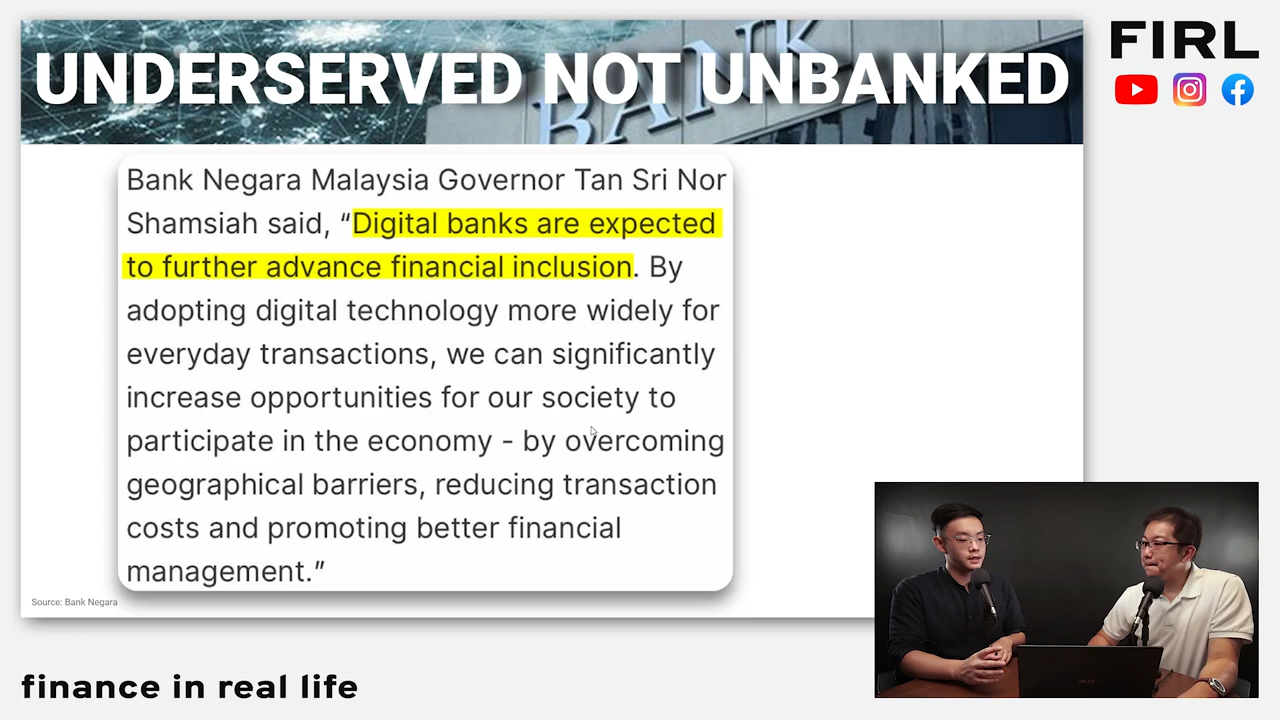 UNDERSERVED NOT UNBANKED
BANK
FIRL
Bank Negara Malaysia Governor Tan Sri Nor
Shamsiah said, “Digital banks are expected
to further advance financial inclusion. By
adopting digital technology more widely for
everyday transactions, we can significantly
increase opportunities for our society to
participate in the economy - by overcoming
geographical barriers, reducing transaction
costs and promoting better financial
management.”
Source: Bank Negara
acer
finance in real life